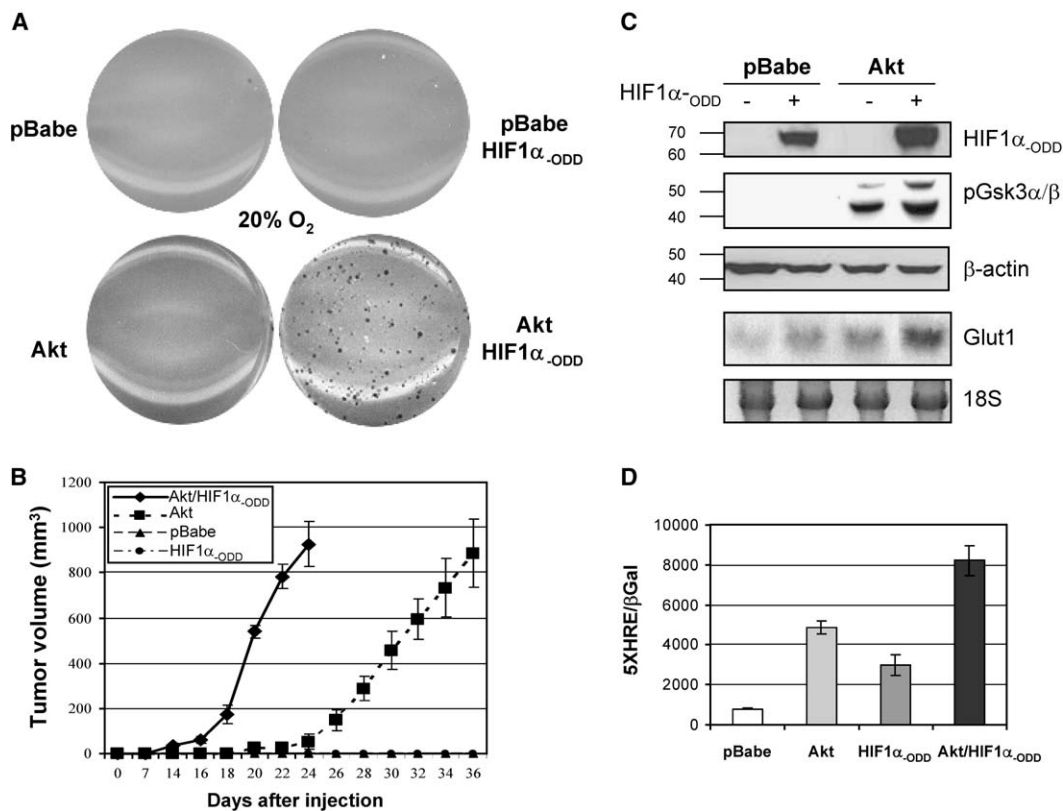 A
pBabe
pBabe
HIF1α-ODD
20% O2
Akt
Akt
HIF1α-ODD
B
Tumor volume (mm3)
1200
1000
800
600
400
200
0
Akt/HIF1α-ODD
Akt
pBabe
HIF1α-ODD
0 7 14 16 18 20 22 24 26 28 30 32 34 36
Days after injection
C
pBabe Akt
HIF1α-ODD - + - +
70
60
HIF1α-ODD
50
40
pGsk3α/β
50
40
β-actin
Glut1
18S
D
5XHRE/βGal
10000
8000
6000
4000
2000
0
pBabe Akt HIF1α-ODD Akt/HIF1α-ODD